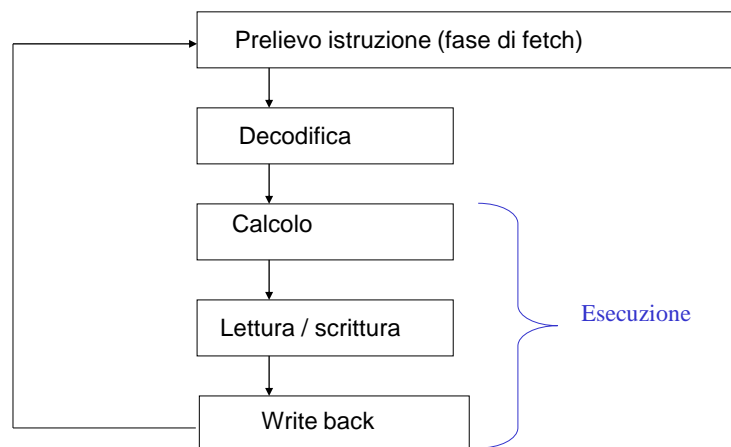 Prelievo istruzione (fase di fetch)
Decodifica
Calcolo
Lettura / scrittura
Esecuzione
Write back